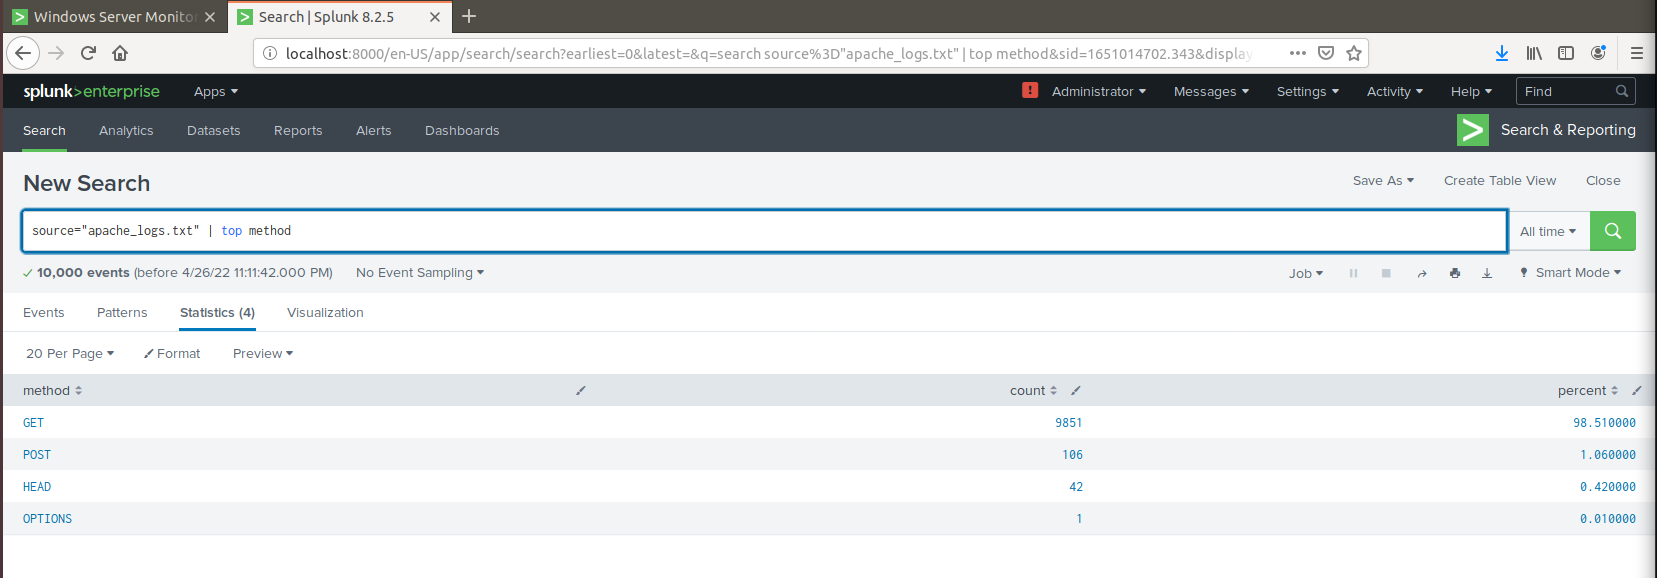 Windows Server Monito
Search | Splunk 8.2.5
localhost:8000/en-US/app/search/search?earliest=0&latest=&q=search source%3D"apache_logs.txt" | top method&sid=1651014702.343&display
splunk>enterprise Apps ! Administrator Messages Settings Activity Help Find
Search Analytics Datasets Reports Alerts Dashboards > Search & Reporting
New Search Save As Create Table View Close
source="apache_logs.txt" | top method All time
10,000 events (before 4/26/22 11:11:42.000 PM) No Event Sampling Job Smart Mode
Events Patterns Statistics (4) Visualization
20 Per Page Format Preview
method count percent
GET 9851 98.510000
POST 106 1.060000
HEAD 42 0.420000
OPTIONS 1 0.010000